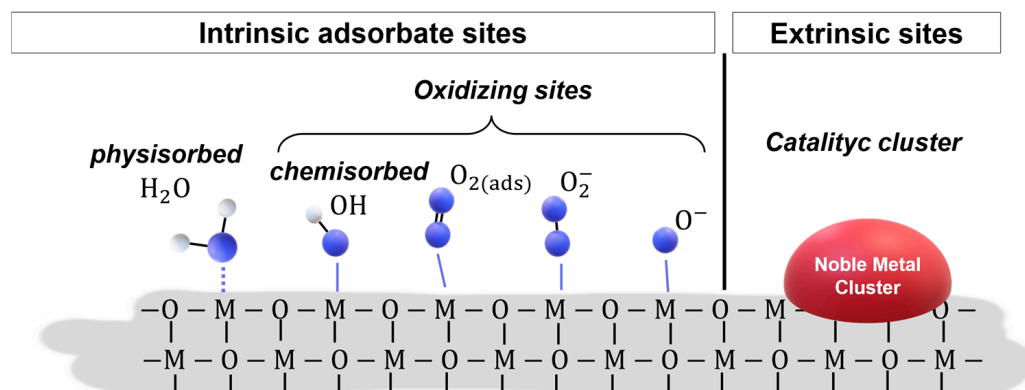 Intrinsic adsorbate sites
Extrinsic sites
Oxidizing sites
physisorbed
H₂O
chemisorbed
OH
O₂₍ads₎
O₂⁻
O⁻
Catalityc cluster
Noble Metal
Cluster
–O–M–O–M–O–M–O–M–O–M–O–M– O–
–M–O–M–O–M–O–M–O–M–O–M–O–M–O–M–